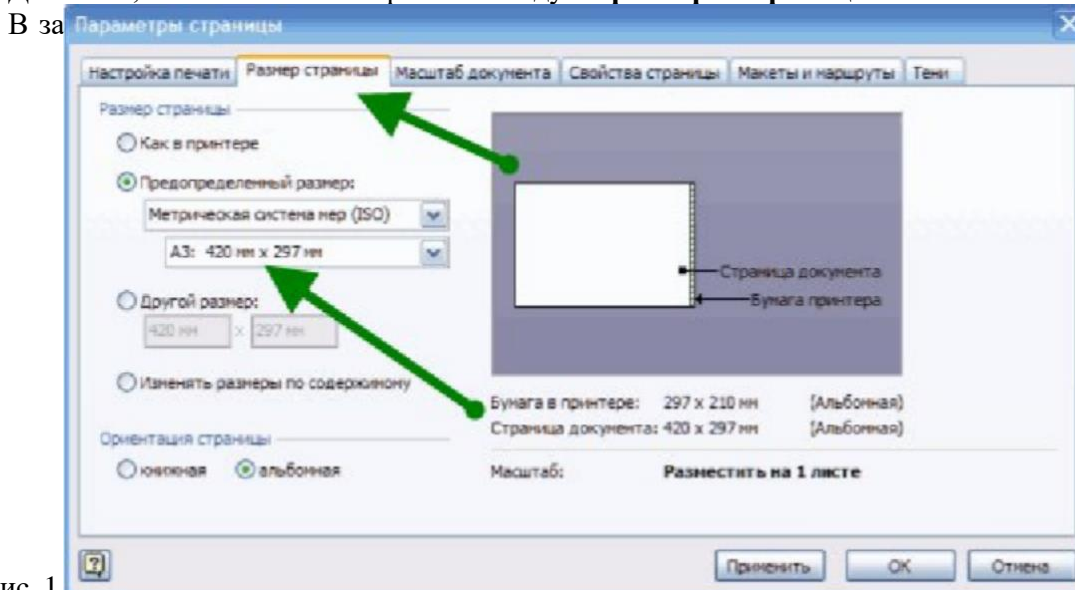 В за
Параметры страницы
Настройка печати Размер страницы Масштаб документа Свойства страницы Макеты и маршруты Тени
Размер страницы
Как в принтере
Предопределенный размер:
Метрическая система мер (ISO)
A3: 420 мм x 297 мм
Другой размер:
420 мм x 297 мм
Изменять размеры по содержимому
Ориентация страницы
книжная альбомная
Страница документа
Бумага принтера
Бумага в принтере: 297 x 210 мм (Альбомная)
Страница документа: 420 x 297 мм (Альбомная)
Масштаб: Разместить на 1 листе
Применить OK Отмена
ис. 1